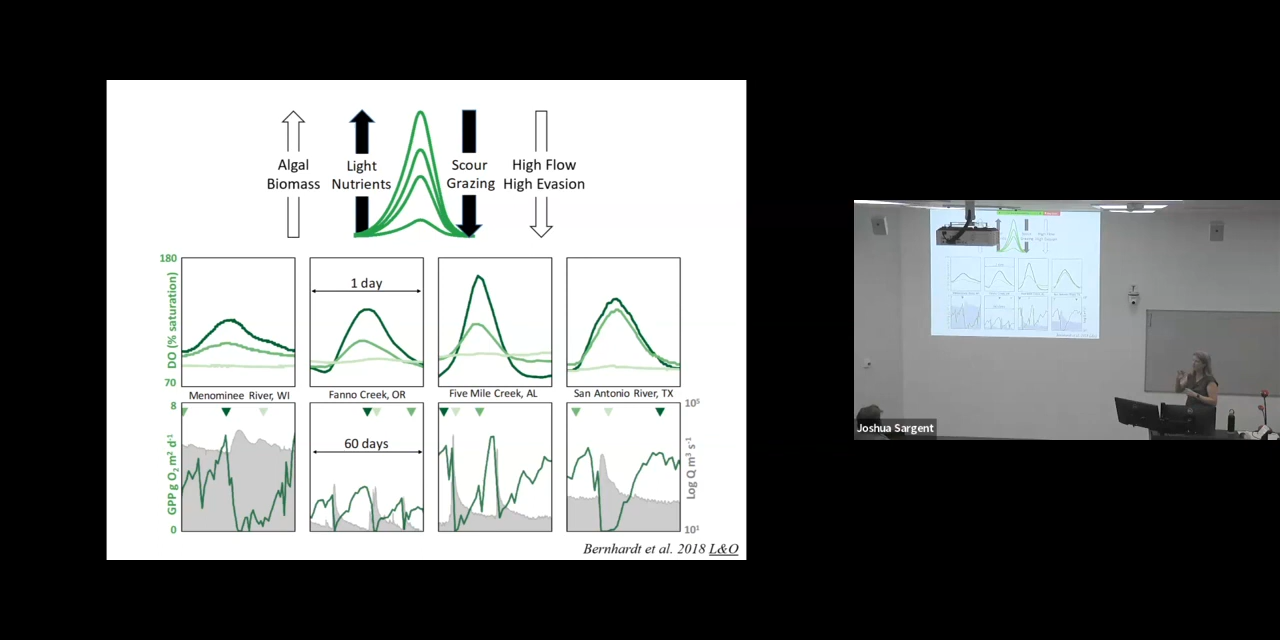 Algal
Biomass
Light
Nutrients
Scour
Grazing
High Flow
High Evasion
180
DO (% saturation)
70
1 day
Menominee River, WI
Fanno Creek, OR
Five Mile Creek, AL
San Antonio River, TX
8
GPP g O₂ m² d⁻¹
0
60 days
10⁵
Log Q m³ s⁻¹
10¹
Bernhardt et al. 2018 L&O
Joshua Sargent